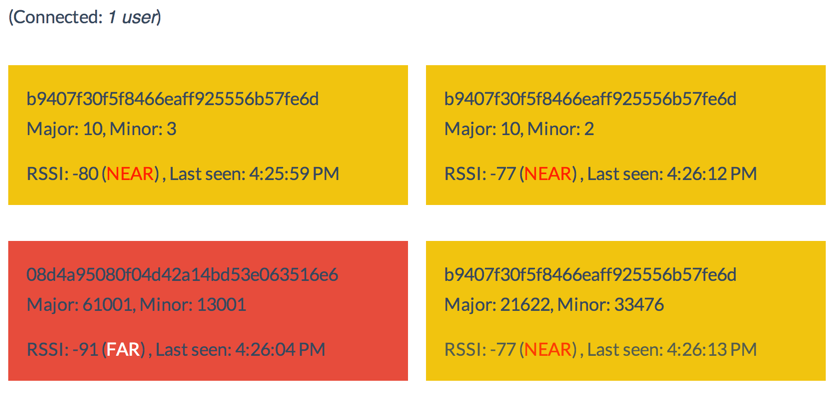 (Connected: 1 user)
b9407f30f5f8466eaff925556b57fe6d
Major: 10, Minor: 3
RSSI: -80 (NEAR) , Last seen: 4:25:59 PM
b9407f30f5f8466eaff925556b57fe6d
Major: 10, Minor: 2
RSSI: -77 (NEAR) , Last seen: 4:26:12 PM
08d4a95080f04d42a14bd53e063516e6
Major: 61001, Minor: 13001
RSSI: -91 (FAR) , Last seen: 4:26:04 PM
b9407f30f5f8466eaff925556b57fe6d
Major: 21622, Minor: 33476
RSSI: -77 (NEAR) , Last seen: 4:26:13 PM